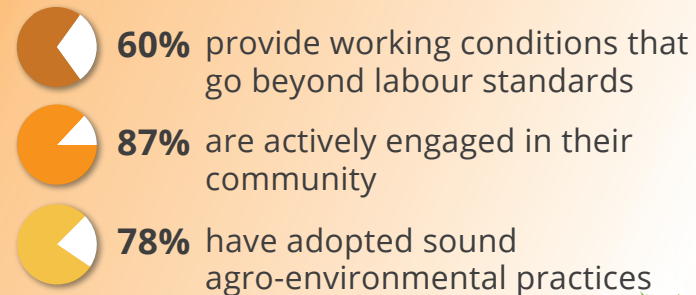 60% provide working conditions that
go beyond labour standards
87% are actively engaged in their
community
78% have adopted sound
agro-environmental practices